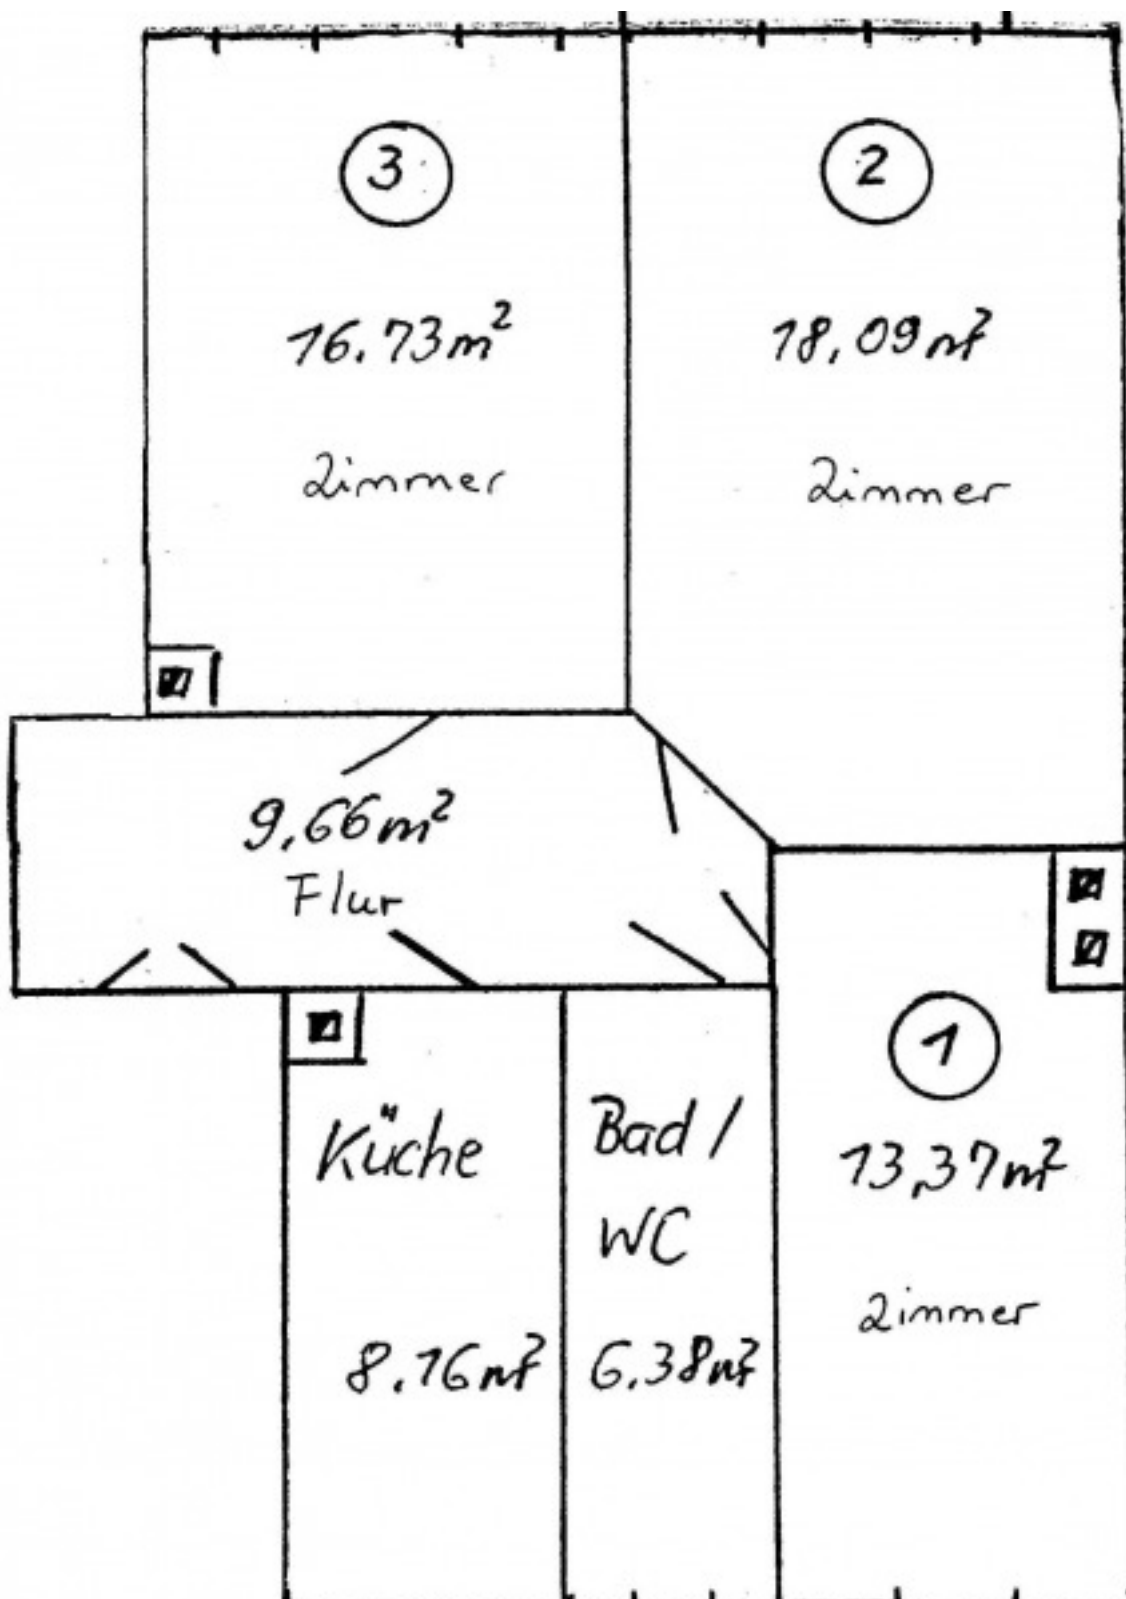 3
2
16.73m²
18,09m²
Zimmer
Zimmer
9,66m²
Flur
1
Küche
Bad /
WC
13,37m²
Zimmer
8.16m²
6.38m²